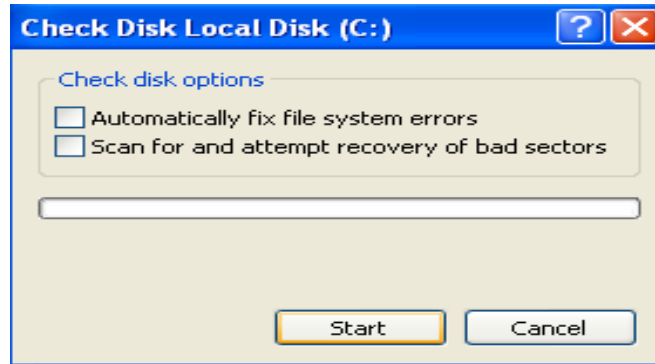 Check Disk Local Disk (C:)
?
Check disk options
Automatically fix file system errors
Scan for and attempt recovery of bad sectors
Start Cancel